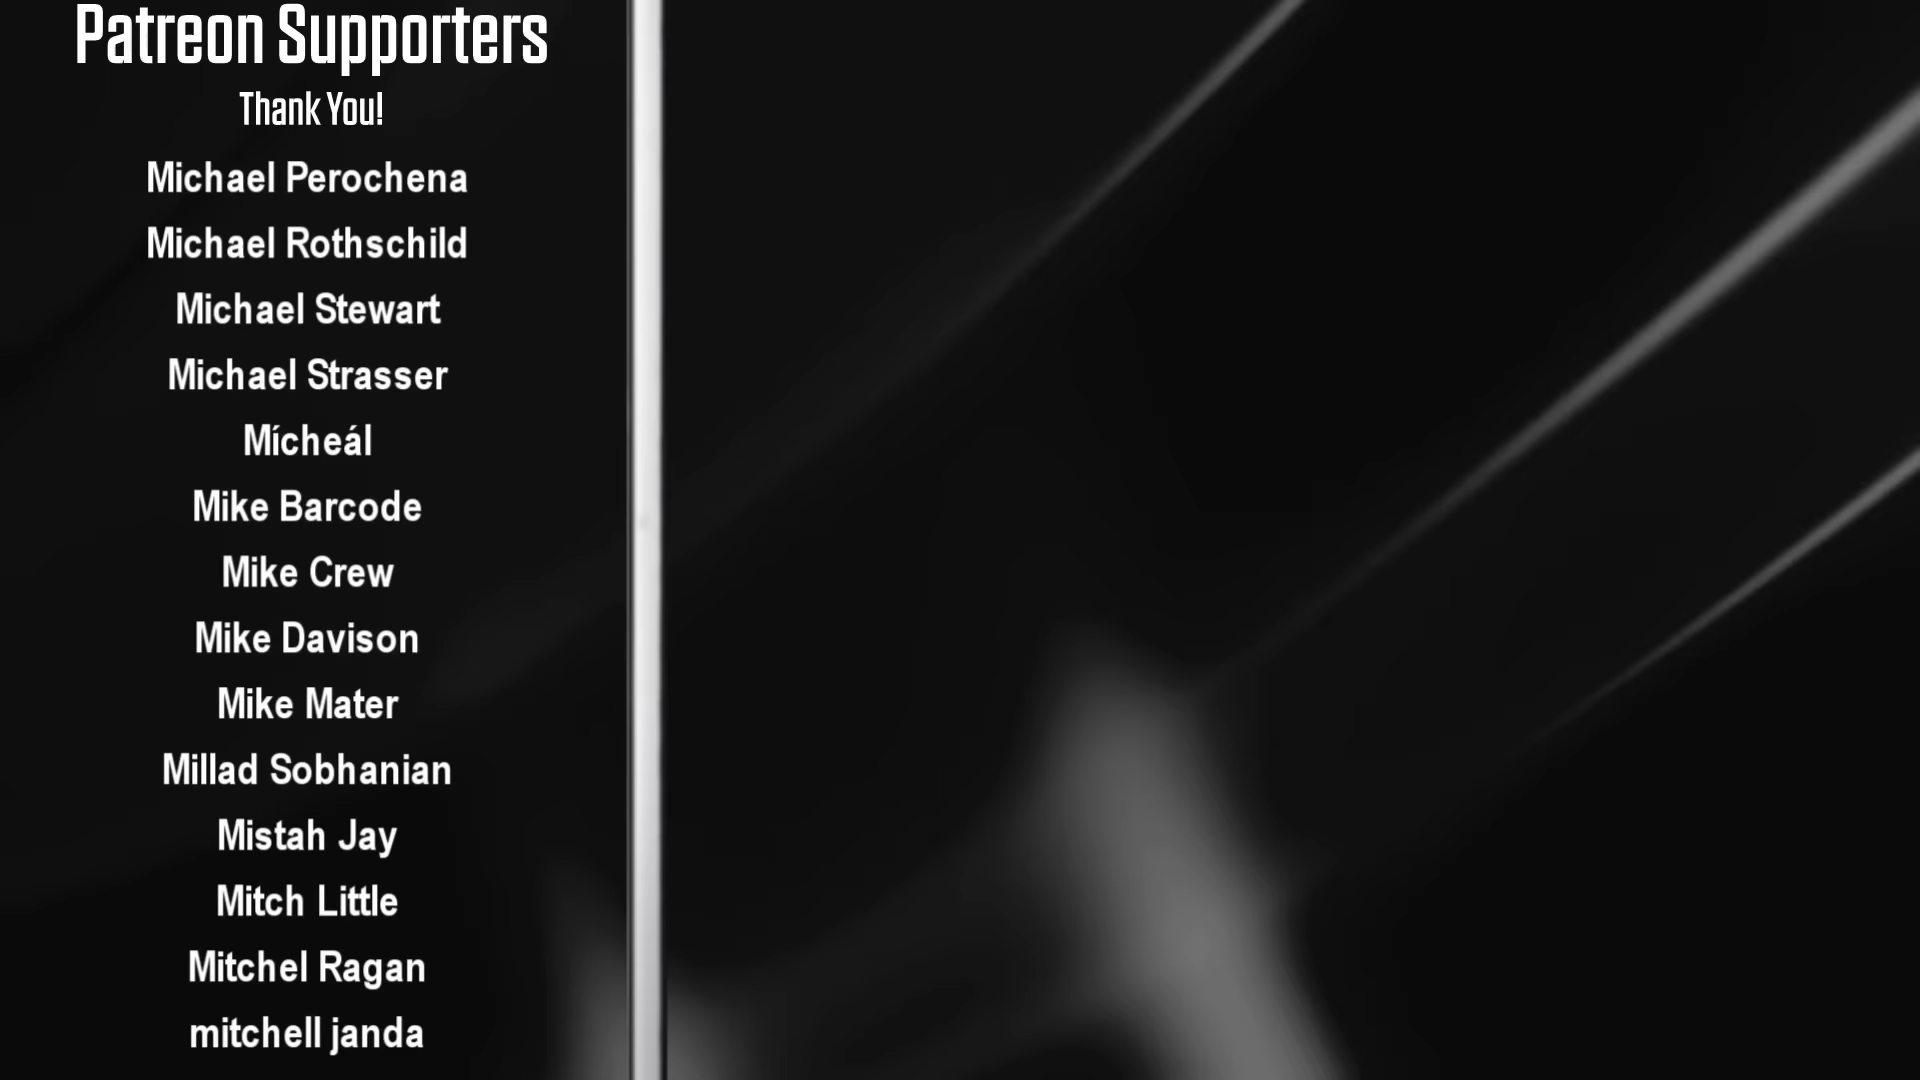 Patreon Supporters
Thank You!
Michael Perochena
Michael Rothschild
Michael Stewart
Michael Strasser
Mícheál
Mike Barcode
Mike Crew
Mike Davison
Mike Mater
Millad Sobhanian
Mistah Jay
Mitch Little
Mitchel Ragan
mitchell janda